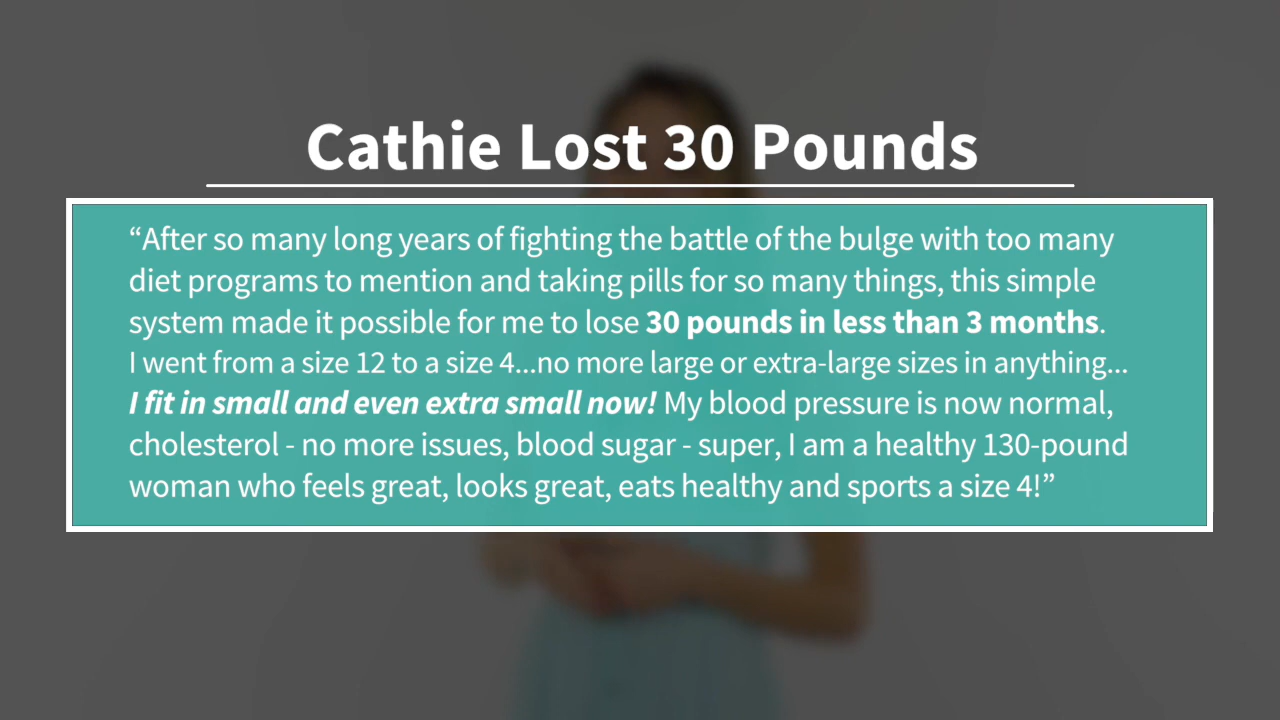 Cathie Lost 30 Pounds
“After so many long years of fighting the battle of the bulge with too many
diet programs to mention and taking pills for so many things, this simple
system made it possible for me to lose 30 pounds in less than 3 months.
I went from a size 12 to a size 4...no more large or extra-large sizes in anything...
I fit in small and even extra small now! My blood pressure is now normal,
cholesterol - no more issues, blood sugar - super, I am a healthy 130-pound
woman who feels great, looks great, eats healthy and sports a size 4!”